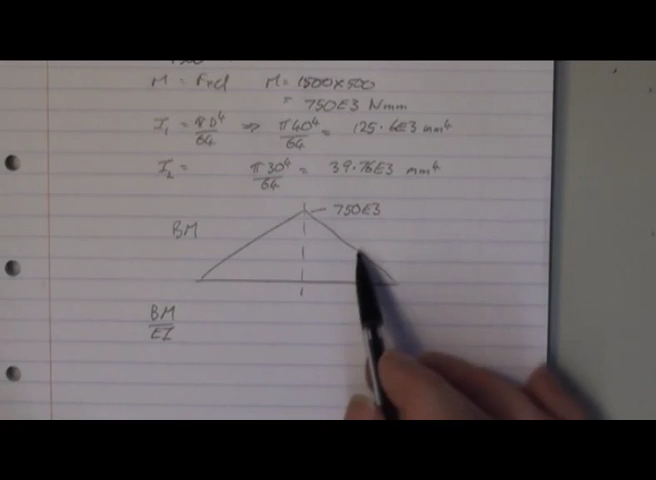 M = Fxd M = 1500 x 500
= 750E3 Nmm
I₁ = πD⁴/64 ⇒ π40⁴/64 = 125.6E3 mm⁴
I₂ = π30⁴/64 = 39.76E3 mm⁴
750E3
BM
BM/EI